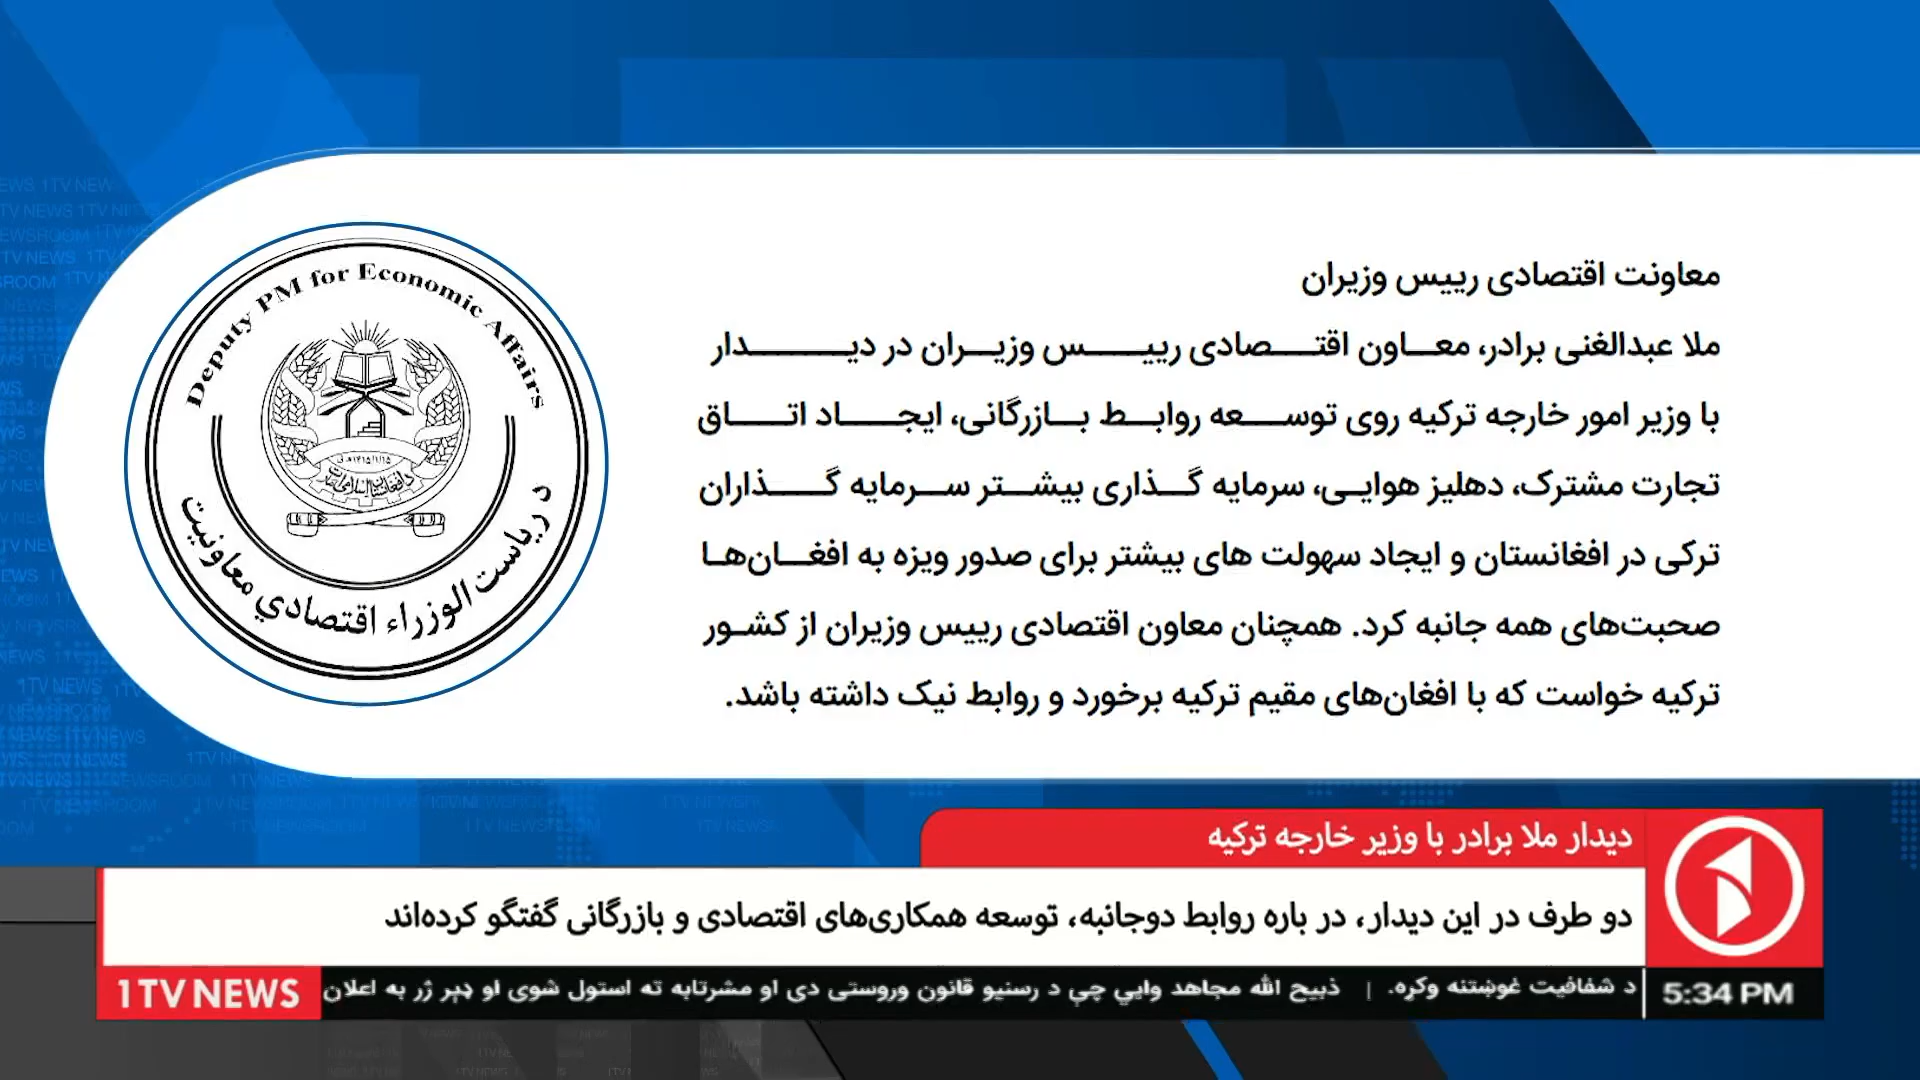 Deputy PM for Economic Affairs
د ریاست الوزراء اقتصادي معاونیت
معاونت اقتصادی رییس وزیران
ملا عبدالغنی برادر، معـاون اقتـصادی رییـس وزیـران در دیـدار
با وزیر امور خارجه ترکیه روی توسـعه روابـط بـازرگانی، ایجـاد اتـاق
تجارت مشترک، دهلیز هوایـی، سرمایه گـذاری بیشـتر سـرمایه گـذاران
ترکی در افغانستان و ایجاد سهولت های بیشتر برای صدور ویزه به افغـان‌هـا
صحبت‌های همه جانبه کرد. همچنان معاون اقتصادی رییس وزیران از کشـور
ترکیه خواست که با افغان‌های مقیم ترکیه برخورد و روابط نیک داشته باشد.
دیدار ملا برادر با وزیر خارجه ترکیه
دو طرف در این دیدار، در باره روابط دوجانبه، توسعه همکاری‌های اقتصادی و بازرگانی گفتگو کرده‌اند
د شفافیت غوښتنه وکړه. | ذبیح الله مجاهد وايي چې د رسنیو قانون وروستی دی او مشرتابه ته استول شوی او ډېر ژر به اعلان
1TV NEWS
5:34 PM